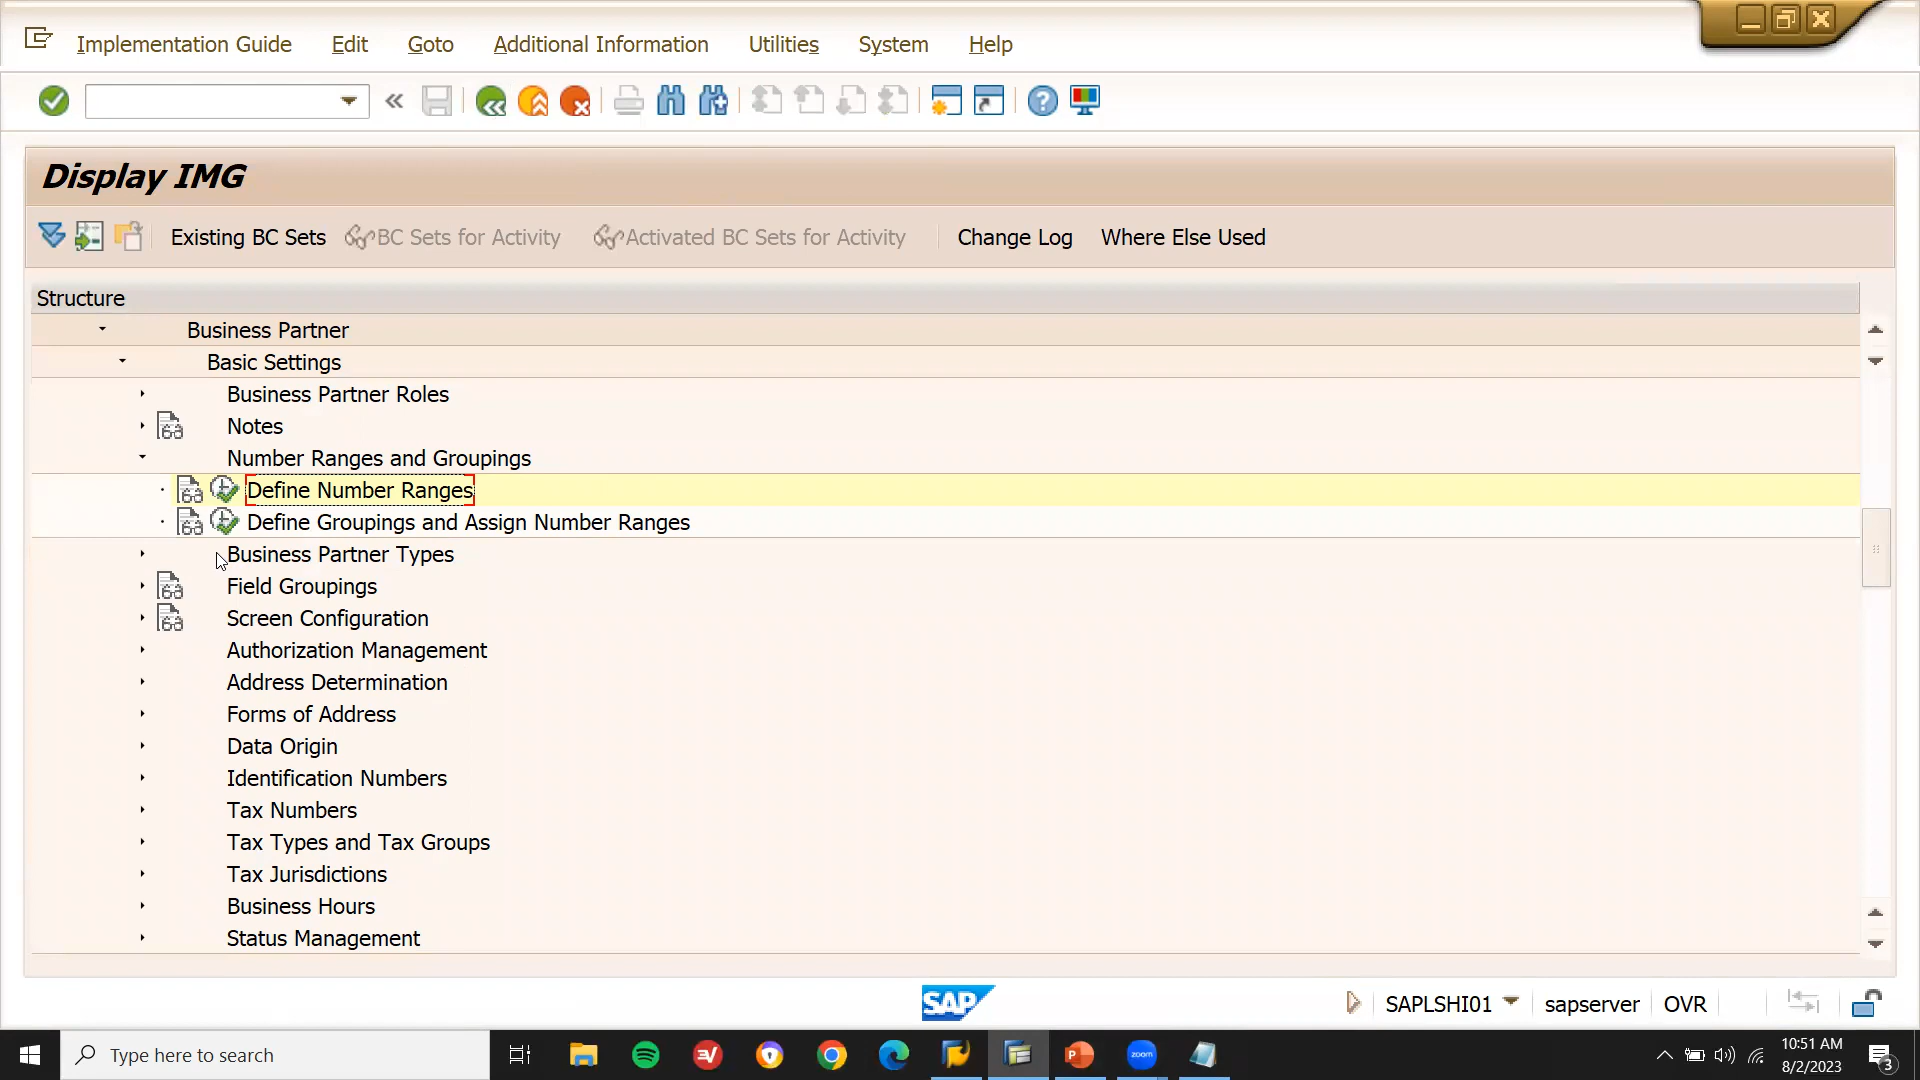 Implementation Guide Edit Goto Additional Information Utilities System Help
Display IMG
Existing BC Sets BC Sets for Activity Activated BC Sets for Activity Change Log Where Else Used
Structure
Business Partner
Basic Settings
Business Partner Roles
Notes
Number Ranges and Groupings
Define Number Ranges
Define Groupings and Assign Number Ranges
Business Partner Types
Field Groupings
Screen Configuration
Authorization Management
Address Determination
Forms of Address
Data Origin
Identification Numbers
Tax Numbers
Tax Types and Tax Groups
Tax Jurisdictions
Business Hours
Status Management
SAP SAPLSHI01 sapserver OVR
Type here to search
zoom
10:51 AM
8/2/2023
3